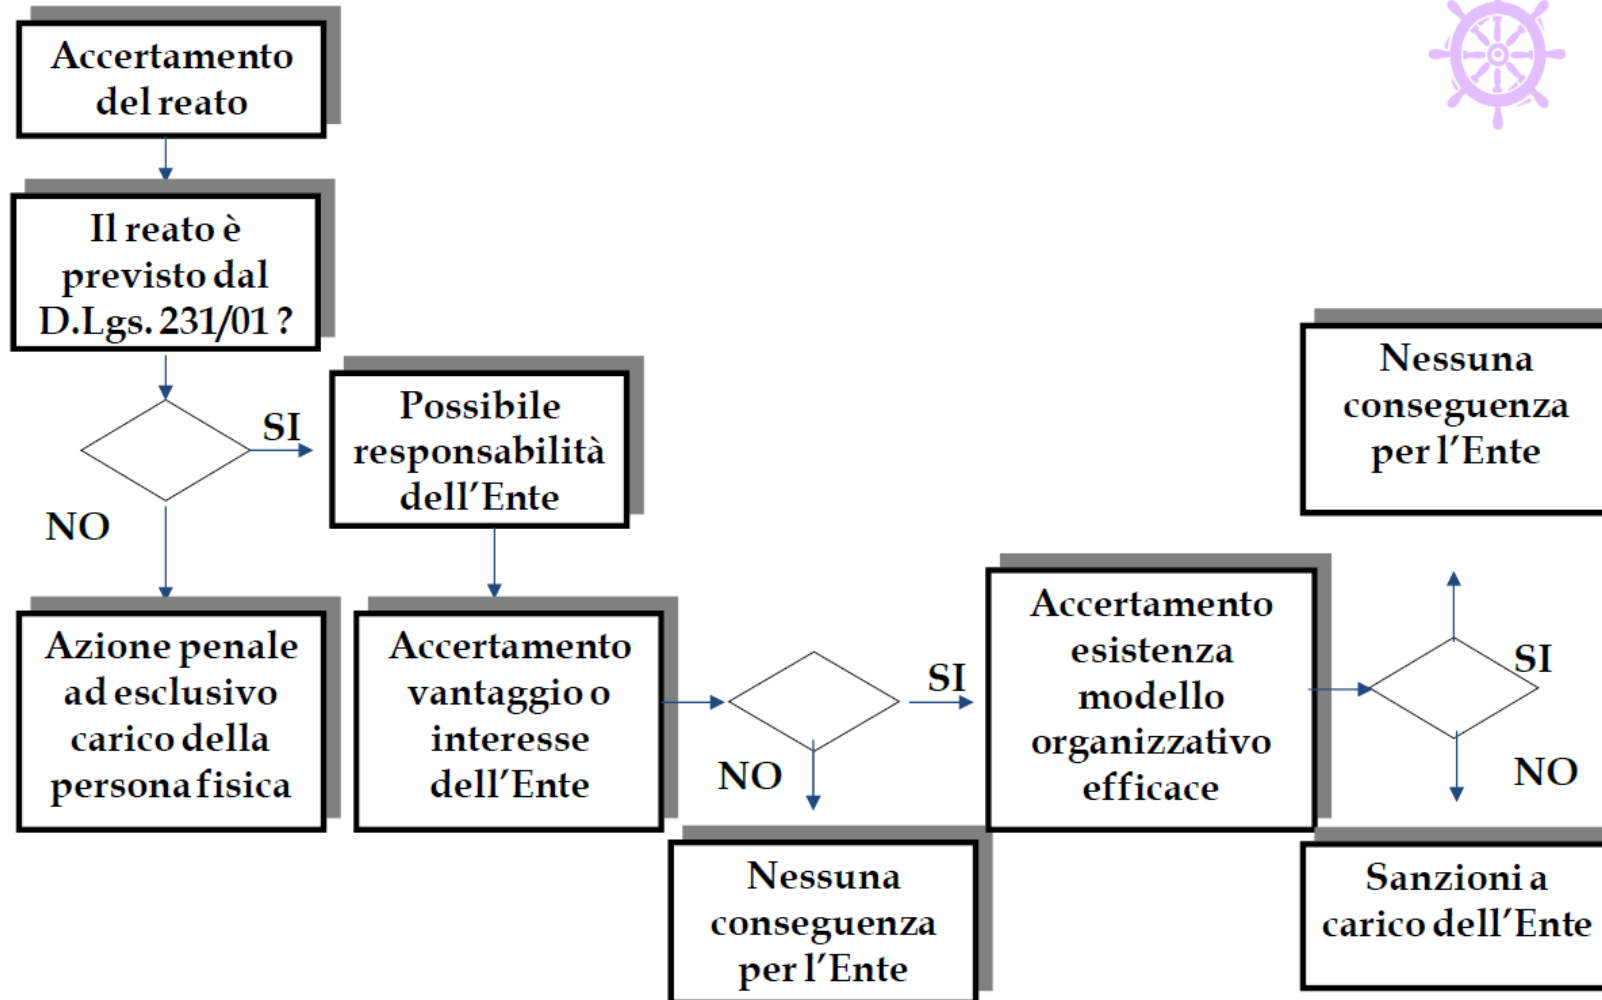 Accertamento
del reato
Il reato è
previsto dal
D.Lgs. 231/01 ?
SI
NO
Possibile
responsabilità
dell’Ente
Azione penale
ad esclusivo
carico della
persona fisica
Accertamento
vantaggio o
interesse
dell’Ente
SI
NO
Nessuna
conseguenza
per l’Ente
Accertamento
esistenza
modello
organizzativo
efficace
SI
NO
Nessuna
conseguenza
per l’Ente
Sanzioni a
carico dell’Ente